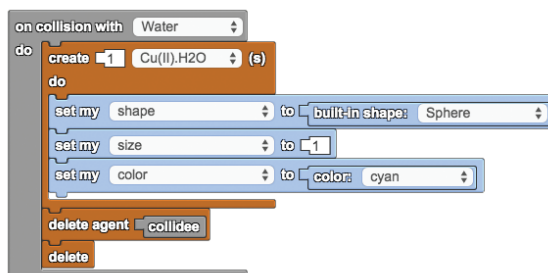 on collision with Water
do
create 1 Cu(II).H2O (s)
do
set my shape to built-in shape: Sphere
set my size to 1
set my color to color: cyan
delete agent collidee
delete